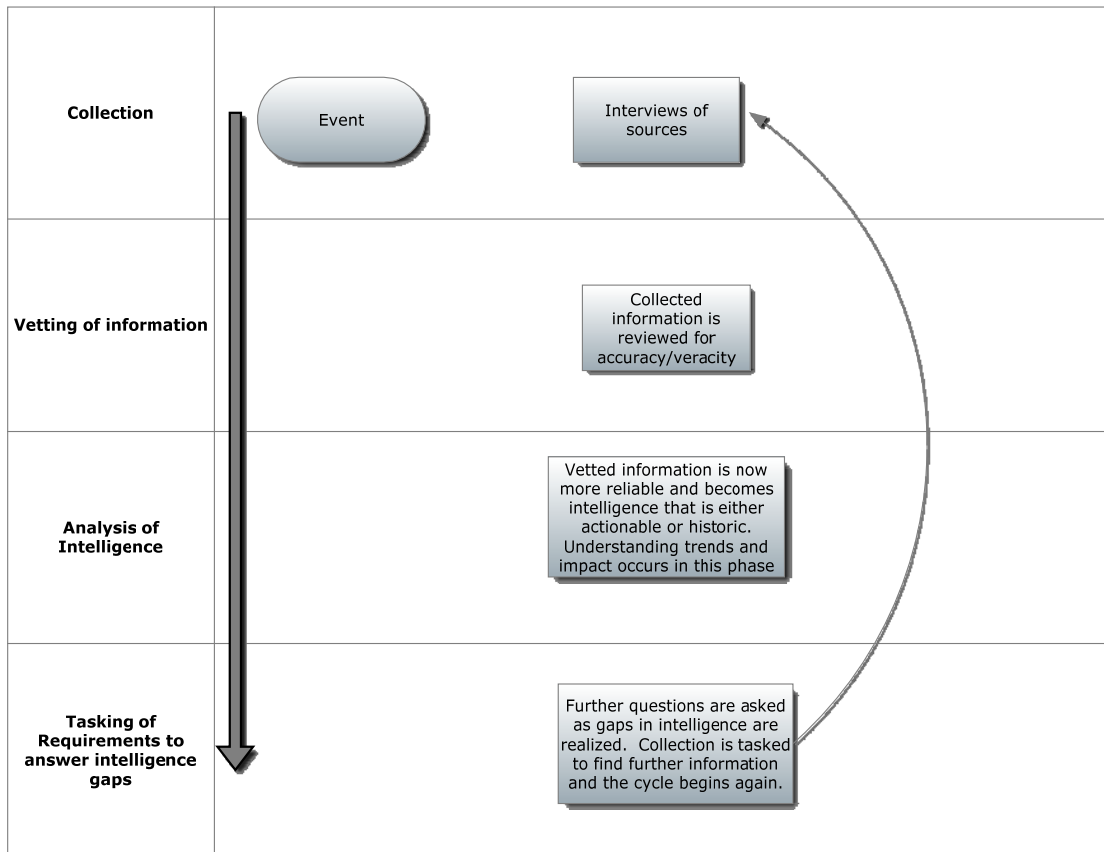 Collection
Event
Interviews of
sources
Vetting of information
Collected
information is
reviewed for
accuracy/veracity
Analysis of
Intelligence
Vetted information is now
more reliable and becomes
intelligence that is either
actionable or historic.
Understanding trends and
impact occurs in this phase
Tasking of
Requirements to
answer intelligence
gaps
Further questions are asked
as gaps in intelligence are
realized.  Collection is tasked
to find further information
and the cycle begins again.